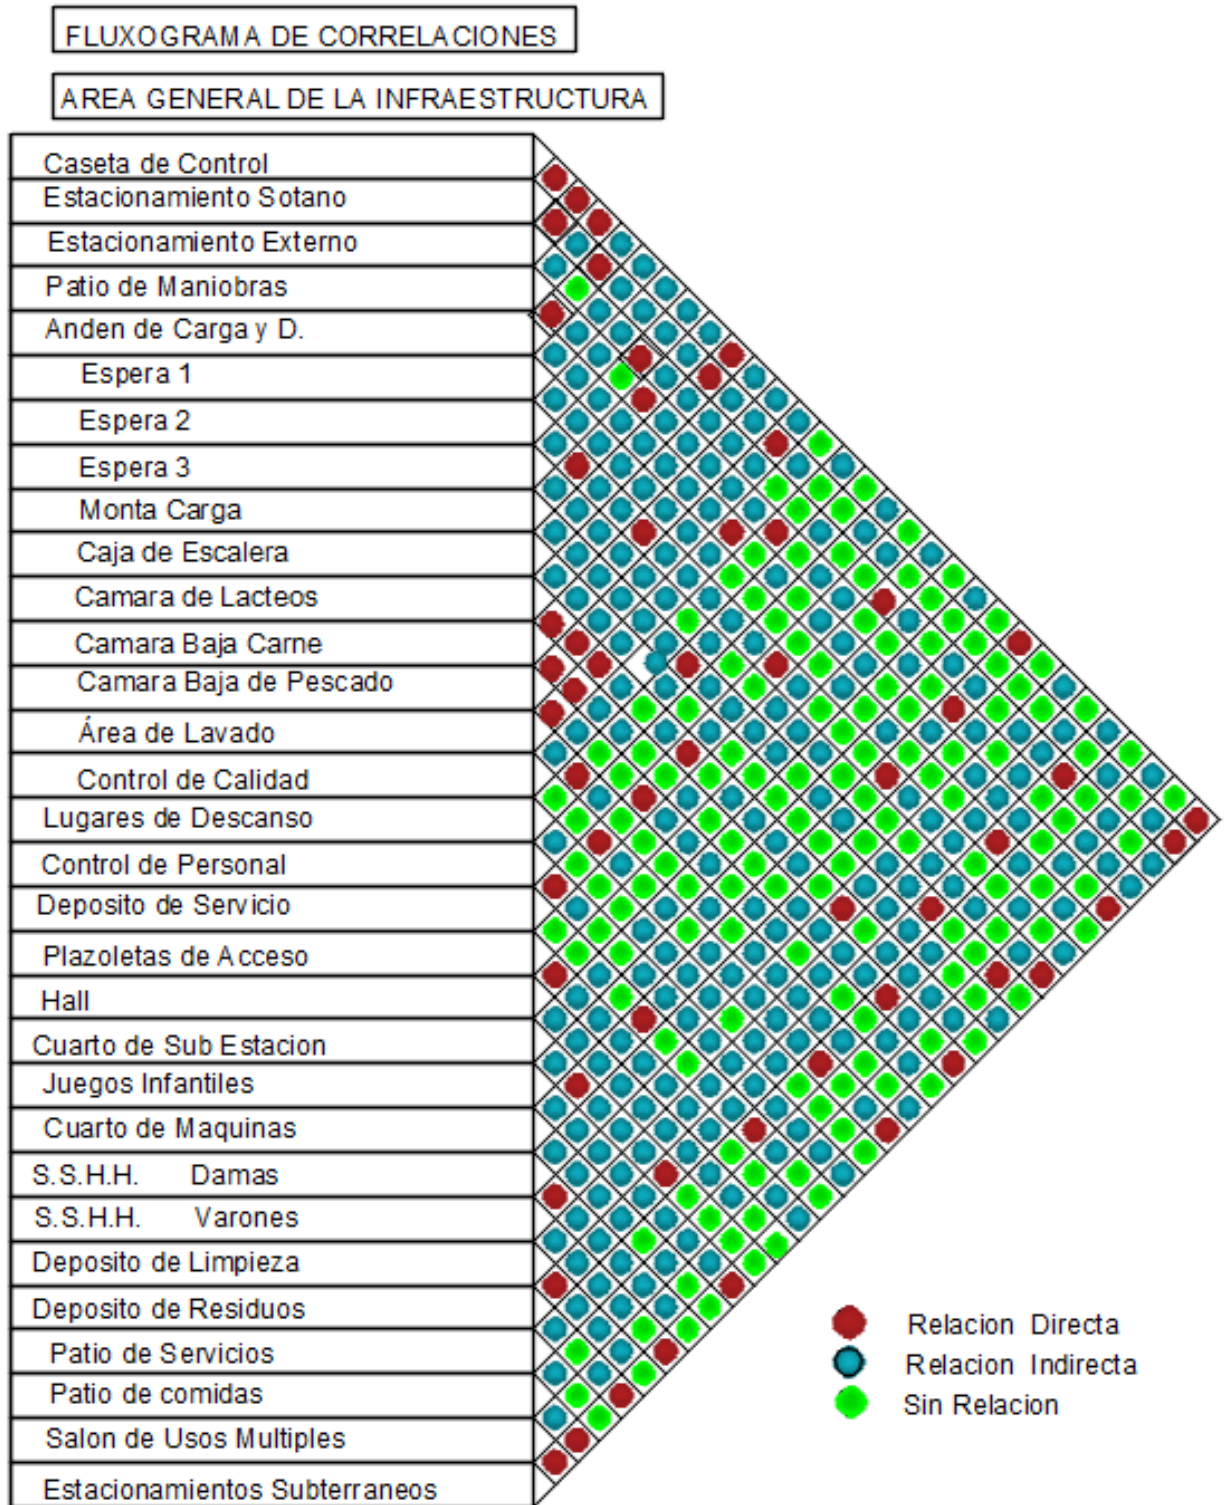 FLUXOGRAMA DE CORRELACIONES
AREA GENERAL DE LA INFRAESTRUCTURA
Caseta de Control
Estacionamiento Sotano
Estacionamiento Externo
Patio de Maniobras
Anden de Carga y D.
Espera 1
Espera 2
Espera 3
Monta Carga
Caja de Escalera
Camara de Lacteos
Camara Baja Carne
Camara Baja de Pescado
Área de Lavado
Control de Calidad
Lugares de Descanso
Control de Personal
Deposito de Servicio
Plazoletas de Acceso
Hall
Cuarto de Sub Estacion
Juegos Infantiles
Cuarto de Maquinas
S.S.H.H. Damas
S.S.H.H. Varones
Deposito de Limpieza
Deposito de Residuos
Patio de Servicios
Patio de comidas
Salon de Usos Multiples
Estacionamientos Subterraneos
Relacion Directa
Relacion Indirecta
Sin Relacion